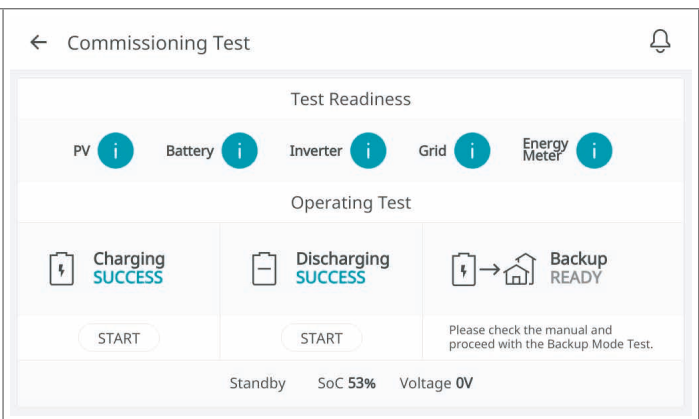 Commissioning Test
Test Readiness
PV i Battery i Inverter i Grid i Energy Meter i
Operating Test
Charging
SUCCESS
Discharging
SUCCESS
Backup
READY
START
START
Please check the manual and
proceed with the Backup Mode Test.
Standby SoC 53% Voltage 0V